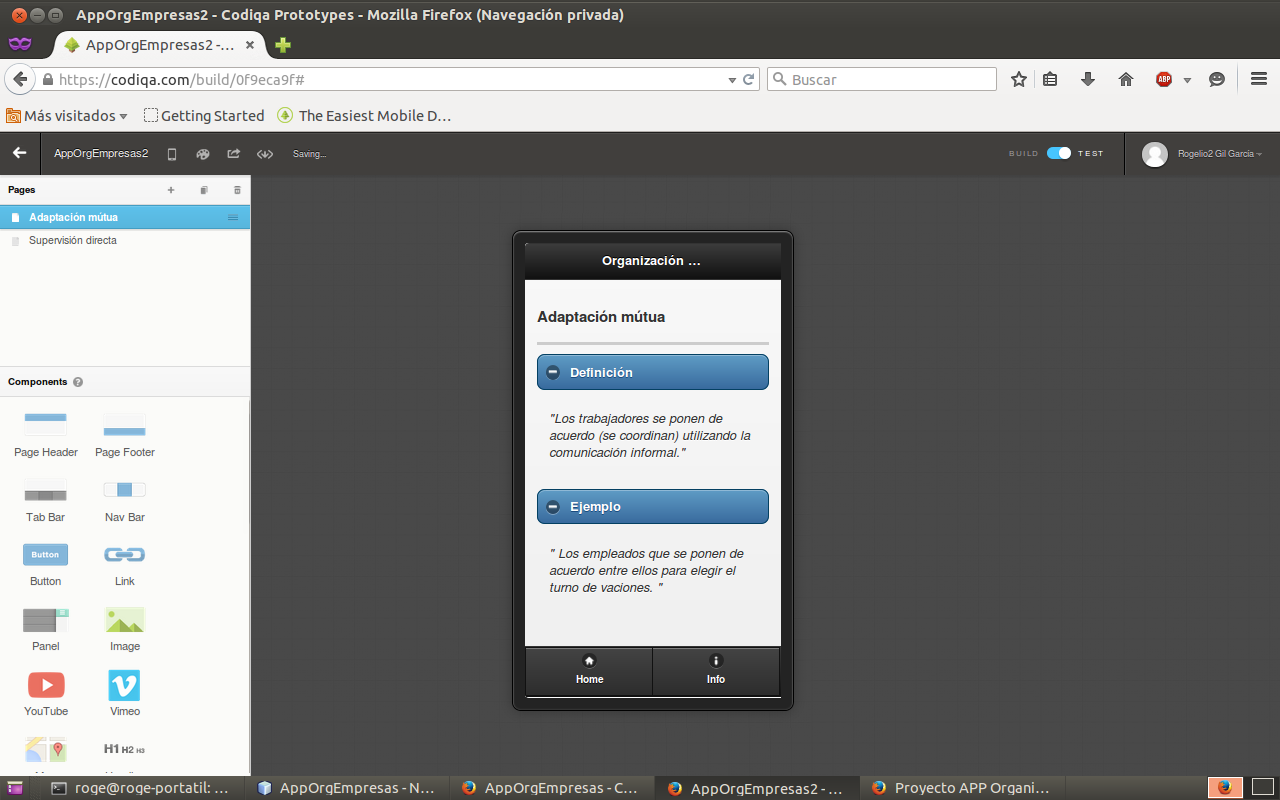 AppOrgEmpresas2 - Codiqa Prototypes - Mozilla Firefox (Navegación privada)
AppOrgEmpresas2 -...
https://codiqa.com/build/0f9eca9f#
Buscar
ABP
Más visitados
Getting Started
The Easiest Mobile D...
AppOrgEmpresas2
Saving...
BUILD
TEST
Rogelio2 Gil Garcia
Pages
Adaptación mútua
Supervisión directa
Components ?
Page Header
Page Footer
Tab Bar
Nav Bar
Button
Button
Link
Panel
Image
YouTube
Vimeo
H1 H2 H3
Organización ...
Adaptación mútua
Definición
"Los trabajadores se ponen de
acuerdo (se coordinan) utilizando la
comunicación informal."
Ejemplo
" Los empleados que se ponen de
acuerdo entre ellos para elegir el
turno de vaciones. "
Home
Info
roge@roge-portatil: ...
AppOrgEmpresas - N...
AppOrgEmpresas - C...
AppOrgEmpresas2 - ...
Proyecto APP Organi...